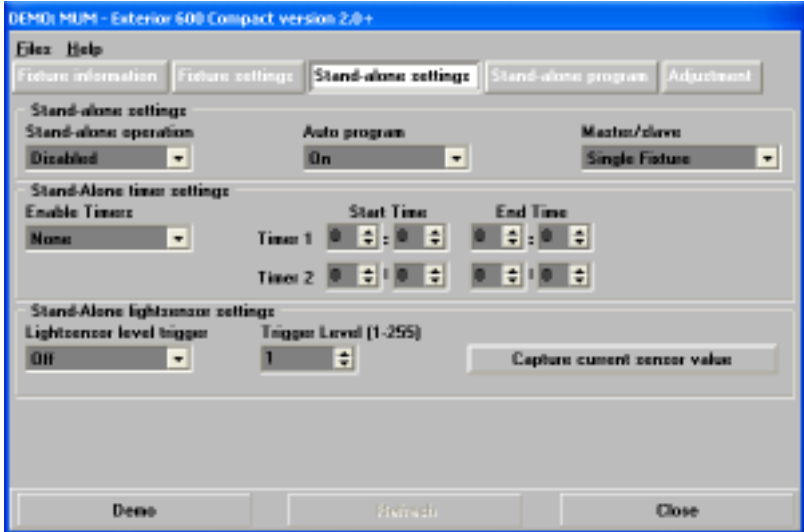 DEMO: MUM - Exterior 600 Compact version 2.0+
Files Help
Fixture information Fixture settings Stand-alone settings Stand-alone program Adjustment
Stand-alone settings
Stand-alone operation Auto program Master/slave
Disabled On Single Fixture
Stand-Alone timer settings
Enable Timers Start Time End Time
None Timer 1 0 : 0 0 : 0
Timer 2 0 : 0 0 : 0
Stand-Alone lightsensor settings
Lightsensor level trigger Trigger Level (1-255)
Off 1 Capture current sensor value
Demo Refresh Close